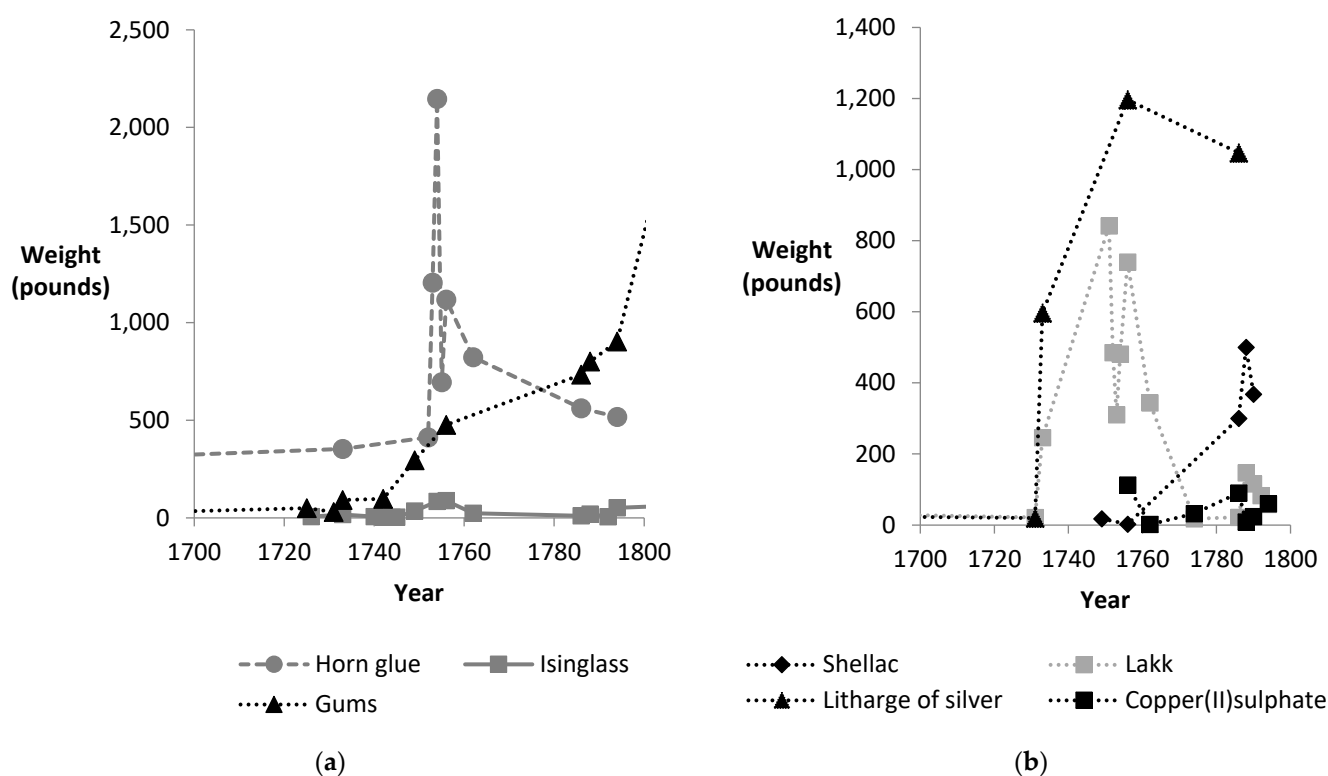 2,500
2,000
1,500
1,000
500
0
Weight
(pounds)
1700 1720 1740 1760 1780 1800
Year
Horn glue Isinglass
Gums
(a)
1,400
1,200
1,000
800
600
400
200
0
Weight
(pounds)
1700 1720 1740 1760 1780 1800
Year
Shellac Lakk
Litharge of silver Copper(II)sulphate
(b)